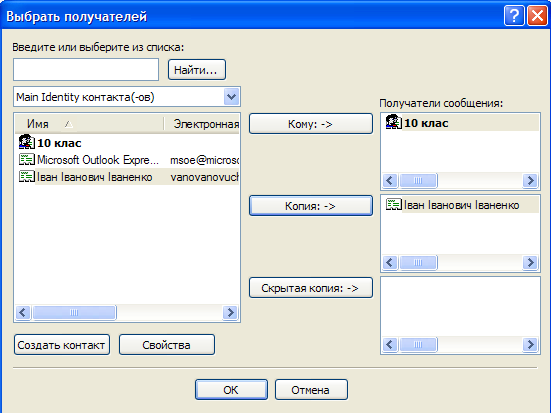 Выбрать получателей
Введите или выберите из списка:
Найти...
Main Identity контакта(-ов)
Имя Электронная
10 клас
Microsoft Outlook Expre... msoe@microso
Іван Іванович Іваненко vanovanovuch
Создать контакт Свойства
Кому: ->
Копия: ->
Скрытая копия: ->
Получатели сообщения:
10 клас
Іван Іванович Іваненко
OK Отмена